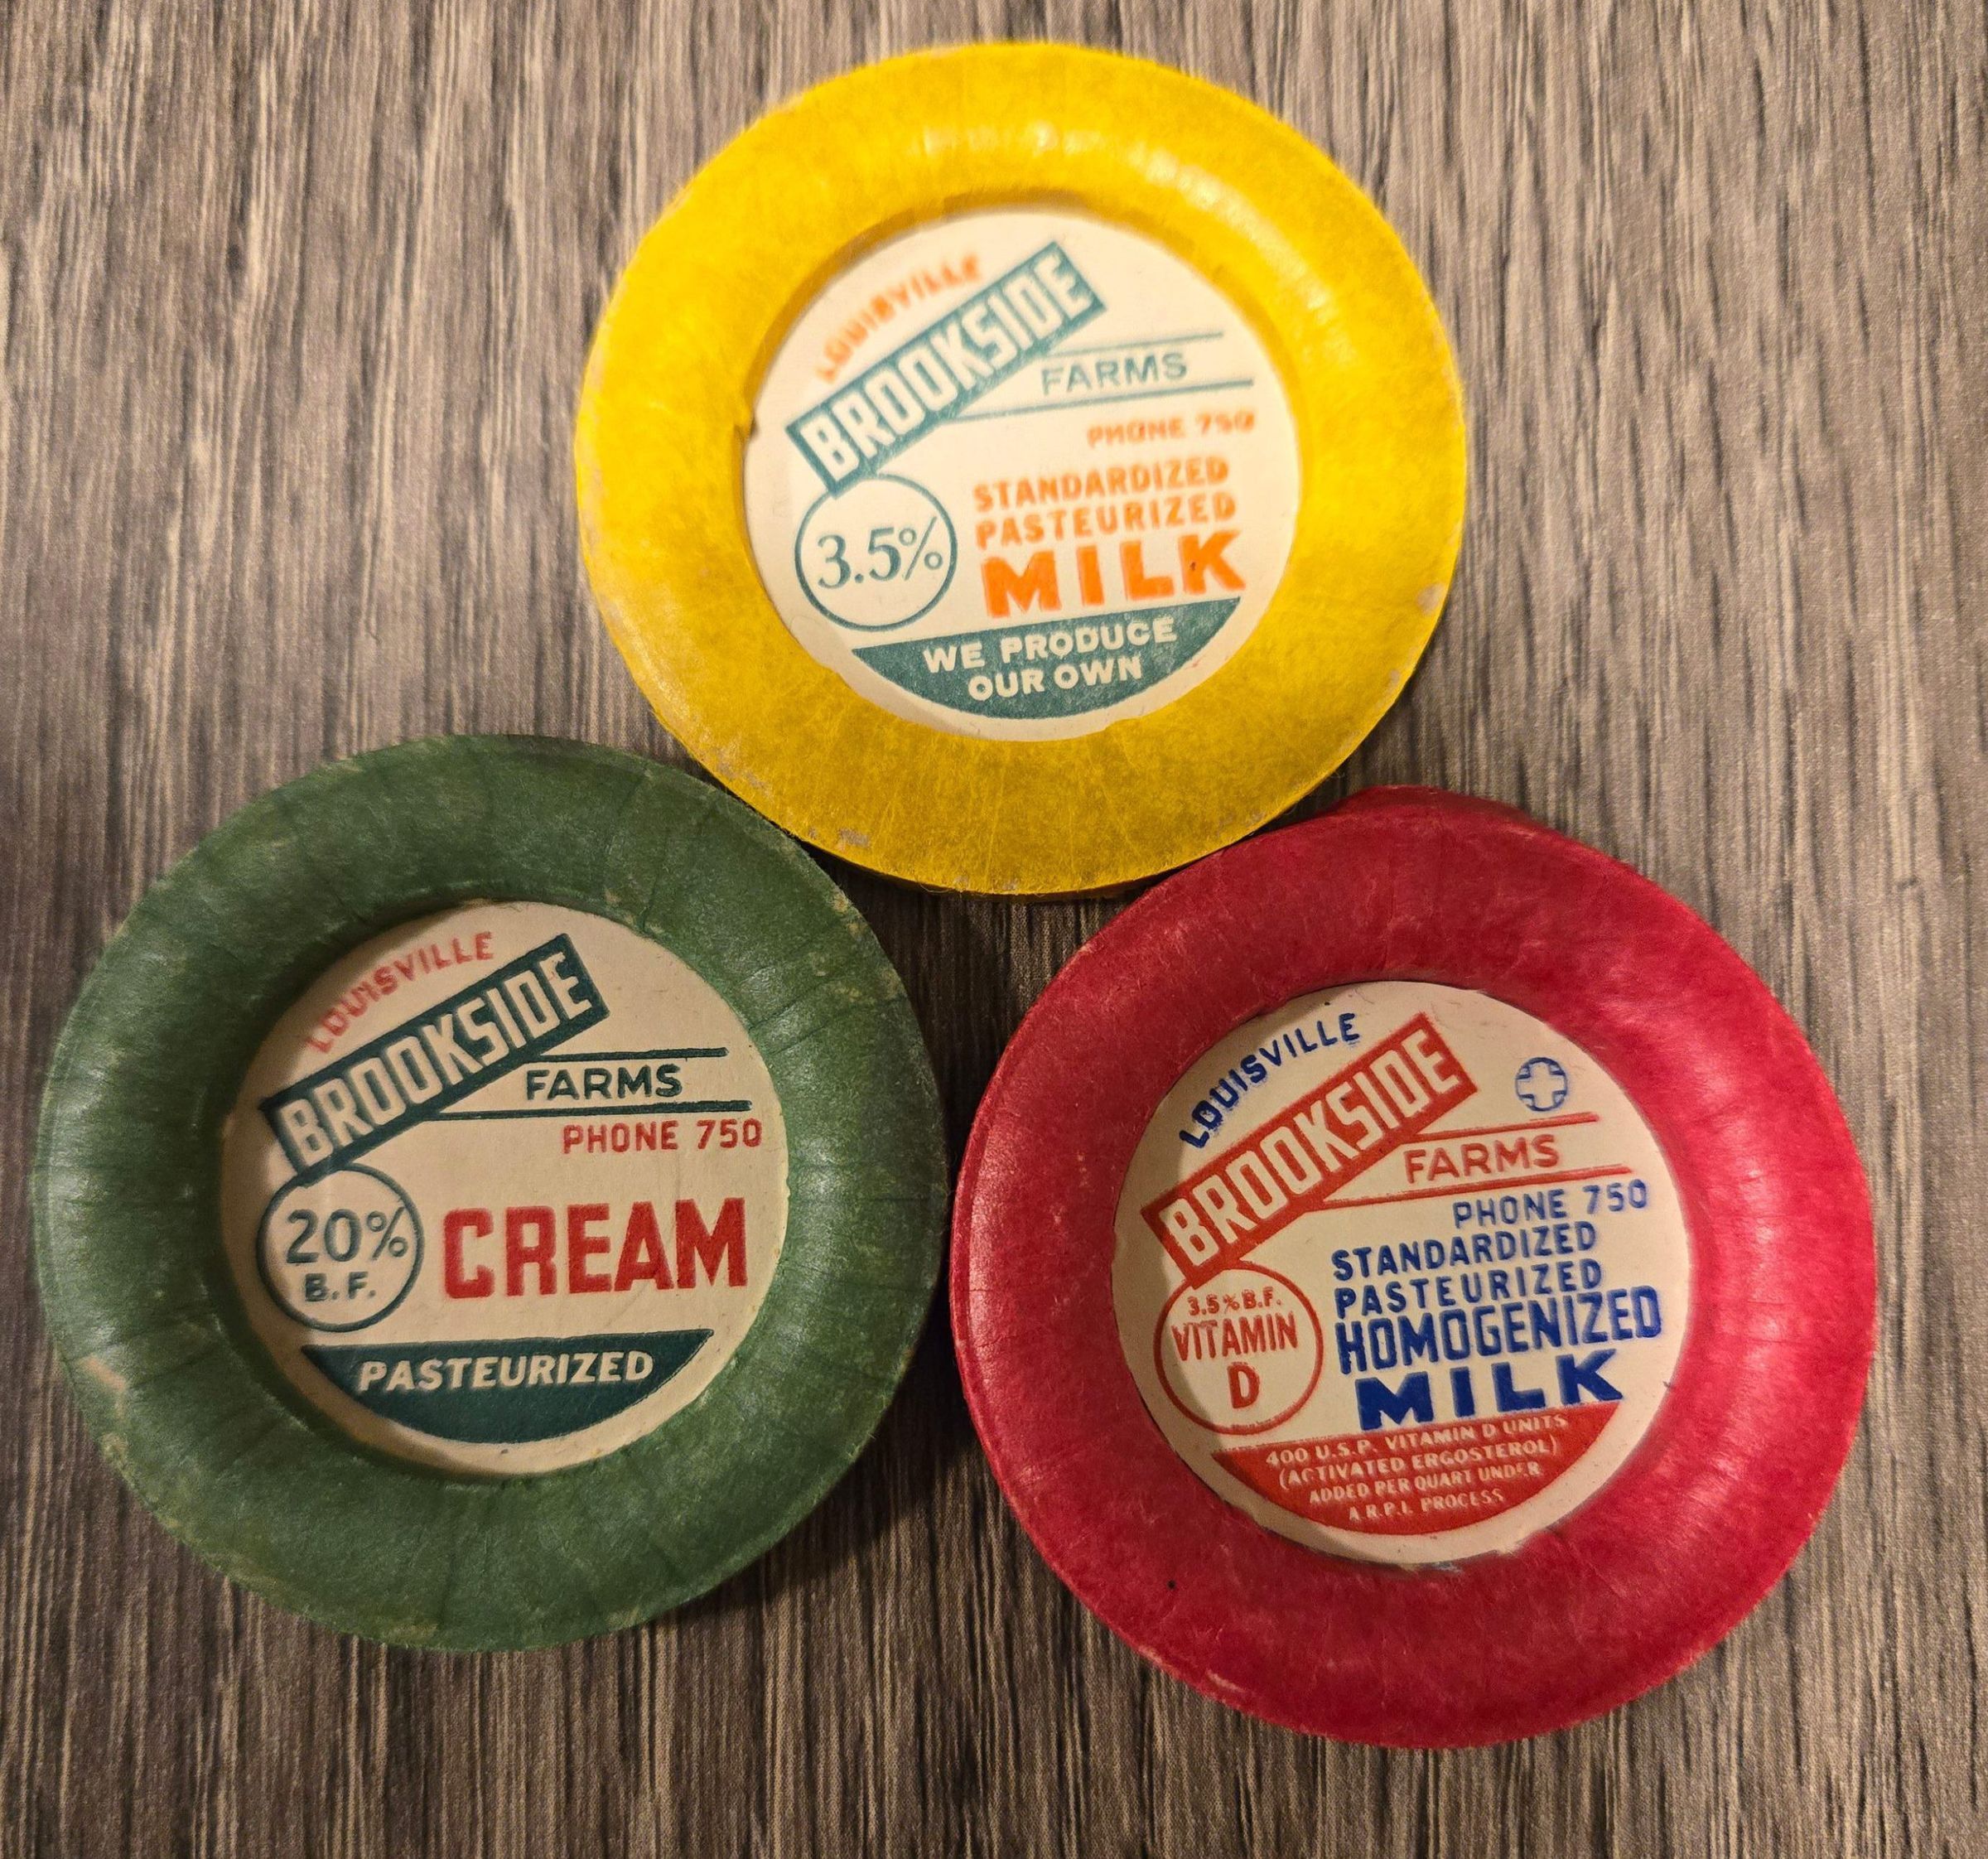 LOUISVILLE
BROOKSIDE
FARMS
PHONE 750
3.5%
STANDARDIZED
PASTEURIZED
MILK
WE PRODUCE
OUR OWN
LOUISVILLE
BROOKSIDE
FARMS
PHONE 750
20%
B.F.
CREAM
PASTEURIZED
LOUISVILLE
BROOKSIDE
FARMS
PHONE 750
3.5% B.F.
VITAMIN
D
STANDARDIZED
PASTEURIZED
HOMOGENIZED
MILK
400 U.S.P. VITAMIN D UNITS
(ACTIVATED ERGOSTEROL)
ADDED PER QUART UNDER
A.R.P.I. PROCESS